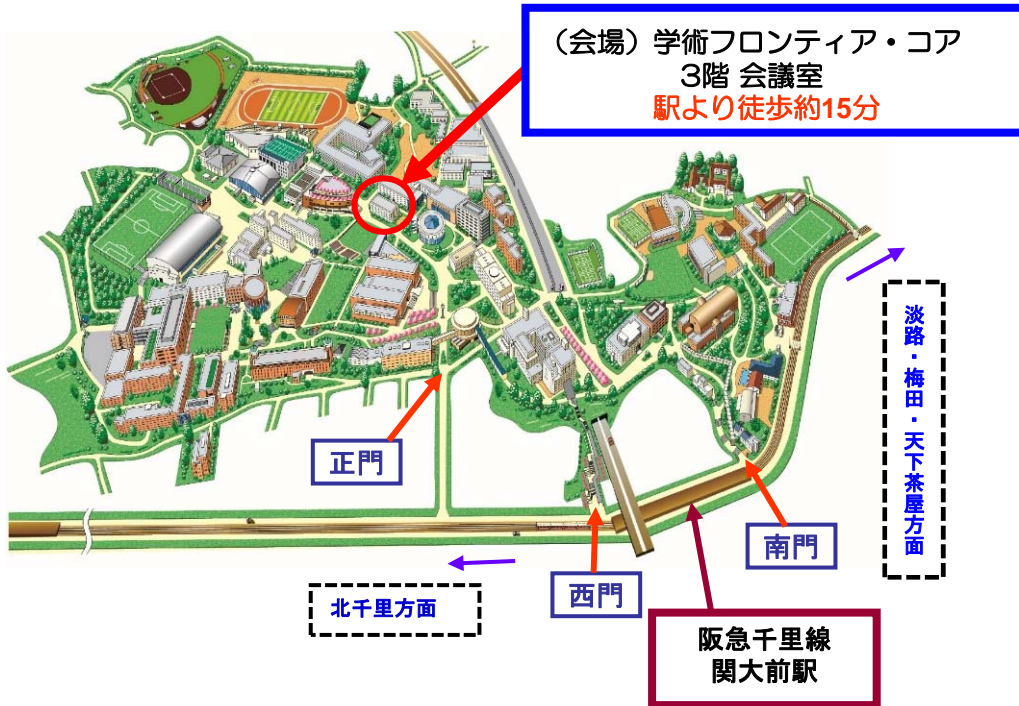 （会場）学術フロンティア・コア
3階 会議室
駅より徒歩約15分
淡路・梅田・天下茶屋方面
正門
南門
西門
北千里方面
阪急千里線
関大前駅